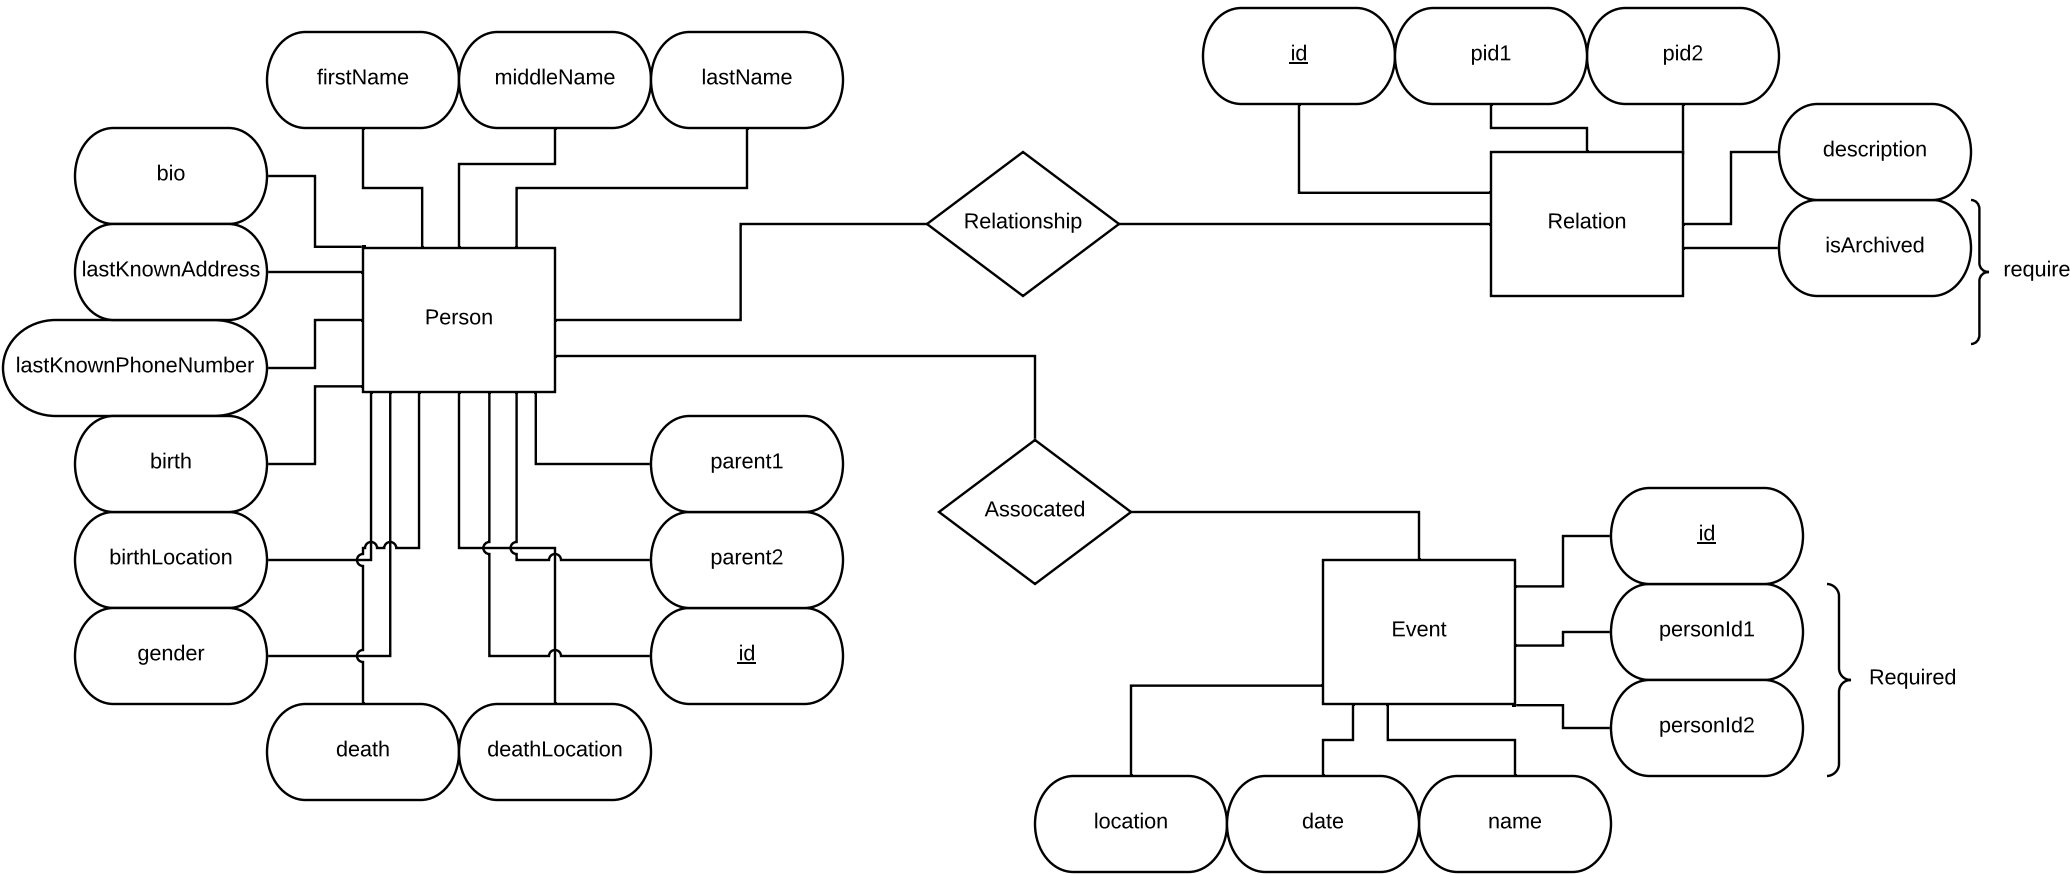 id
pid1
pid2
firstName
middleName
lastName
description
bio
Relationship
Relation
isArchived
lastKnownAddress
require
Person
lastKnownPhoneNumber
birth
parent1
Assocated
id
birthLocation
parent2
Event
personId1
gender
id
Required
personId2
death
deathLocation
location
date
name